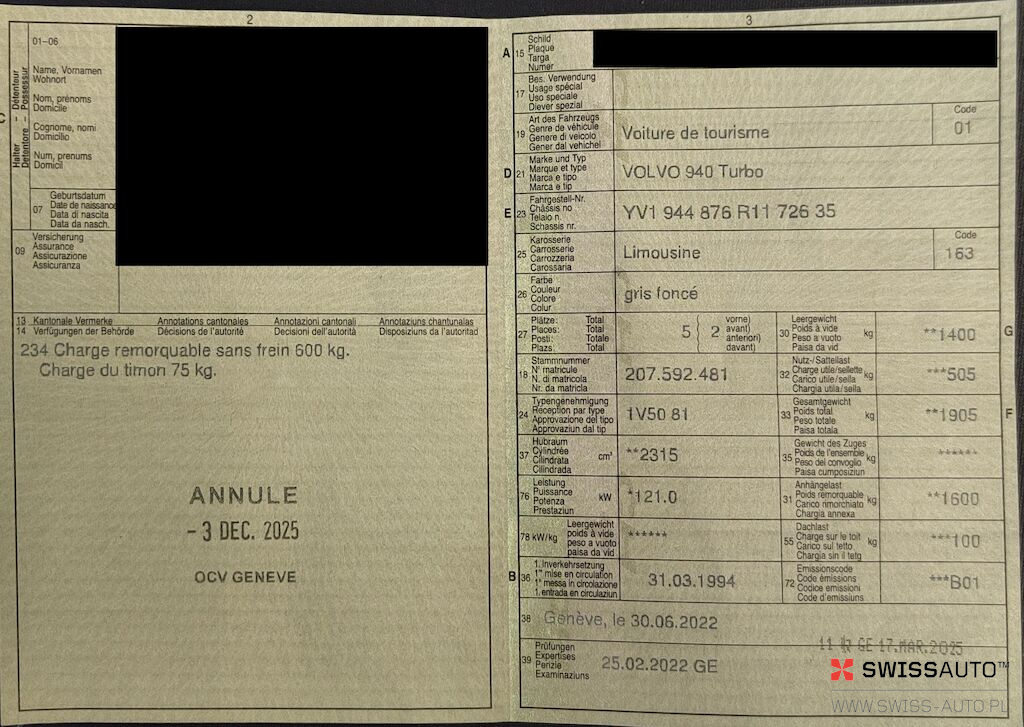 2
01–06
Halter – Détenteur
Detentore – Possessur
C
Name, Vornamen
Wohnort
Nom, prénoms
Domicile
Cognome, nomi
Domicilio
Num, prenums
Domicil
07
Geburtsdatum
Date de naissance
Data di nascita
Data da nasch.
09
Versicherung
Assurance
Assicurazione
Assicuranza
13 Kantonale Vermerke Annotations cantonales Annotazioni cantonali Annotaziuns chantunalas
14 Verfügungen der Behörde Décisions de l'autorité Decisioni dell'autorità Disposiziuns da l'autoritad
234 Charge remorquable sans frein 600 kg.
Charge du timon 75 kg.
ANNULE
- 3 DEC. 2025
OCV GENEVE
3
A 15
Schild
Plaque
Targa
Numer
17
Bes. Verwendung
Usage spécial
Uso speciale
Diever spezial
19
Art des Fahrzeugs
Genre de véhicule
Genere di veicolo
Gener dal vehichel
Voiture de tourisme
Code
01
D 21
Marke und Typ
Marque et type
Marca e tipo
Marca e tip
VOLVO 940 Turbo
E 23
Fahrgestell-Nr.
Châssis no
Telaio n.
Schassis nr.
YV1 944 876 R11 726 35
25
Karosserie
Carrosserie
Carrozzeria
Carossaria
Limousine
Code
163
26
Farbe
Couleur
Colore
Colur
gris foncé
27
Plätze: Total
Places: Total
Posti: Totale
Plazs: Total
5 { 2
vorne)
avant)
anteriori)
davant)
30
Leergewicht
Poids à vide
Peso a vuoto
Paisa da vid
kg
**1400
G
18
Stammnummer
N° matricule
N. di matricola
Nr. da matricla
207.592.481
32
Nutz-/Sattellast
Charge utile/sellette
Carico utile/sella
Chargia utila/sella
kg
***505
24
Typengenehmigung
Réception par type
Approvazione del tipo
Approvaziun dal tip
1V50 81
33
Gesamtgewicht
Poids total
Peso totale
Paisa totala
kg
**1905
F
37
Hubraum
Cylindrée
Cilindrata
Cilindrada
cm³
**2315
35
Gewicht des Zuges
Poids de l'ensemble
Peso del convoglio
Paisa cumposiziun
kg
******
76
Leistung
Puissance
Potenza
Prestaziun
kW
*121.0
31
Anhängelast
Poids remorquable
Carico rimorchiato
Chargia annexa
kg
**1600
78 kW/kg
Leergewicht
poids à vide
peso a vuoto
paisa da vid
******
55
Dachlast
Charge sur le toit
Carico sul tetto
Chargia sin il tetg
kg
***100
B 36
1. Inverkehrsetzung
1re mise en circulation
1a messa in circolazione
1. entrada en circulaziun
31.03.1994
72
Emissionscode
Code émissions
Codice emissioni
Code d'emissiuns
***B01
38
Genève, le 30.06.2022
39
Prüfungen
Expertises
Perizie
Examinaziuns
25.02.2022 GE
GE 17.MAR.2025
SWISSAUTO™
WWW.SWISS-AUTO.PL